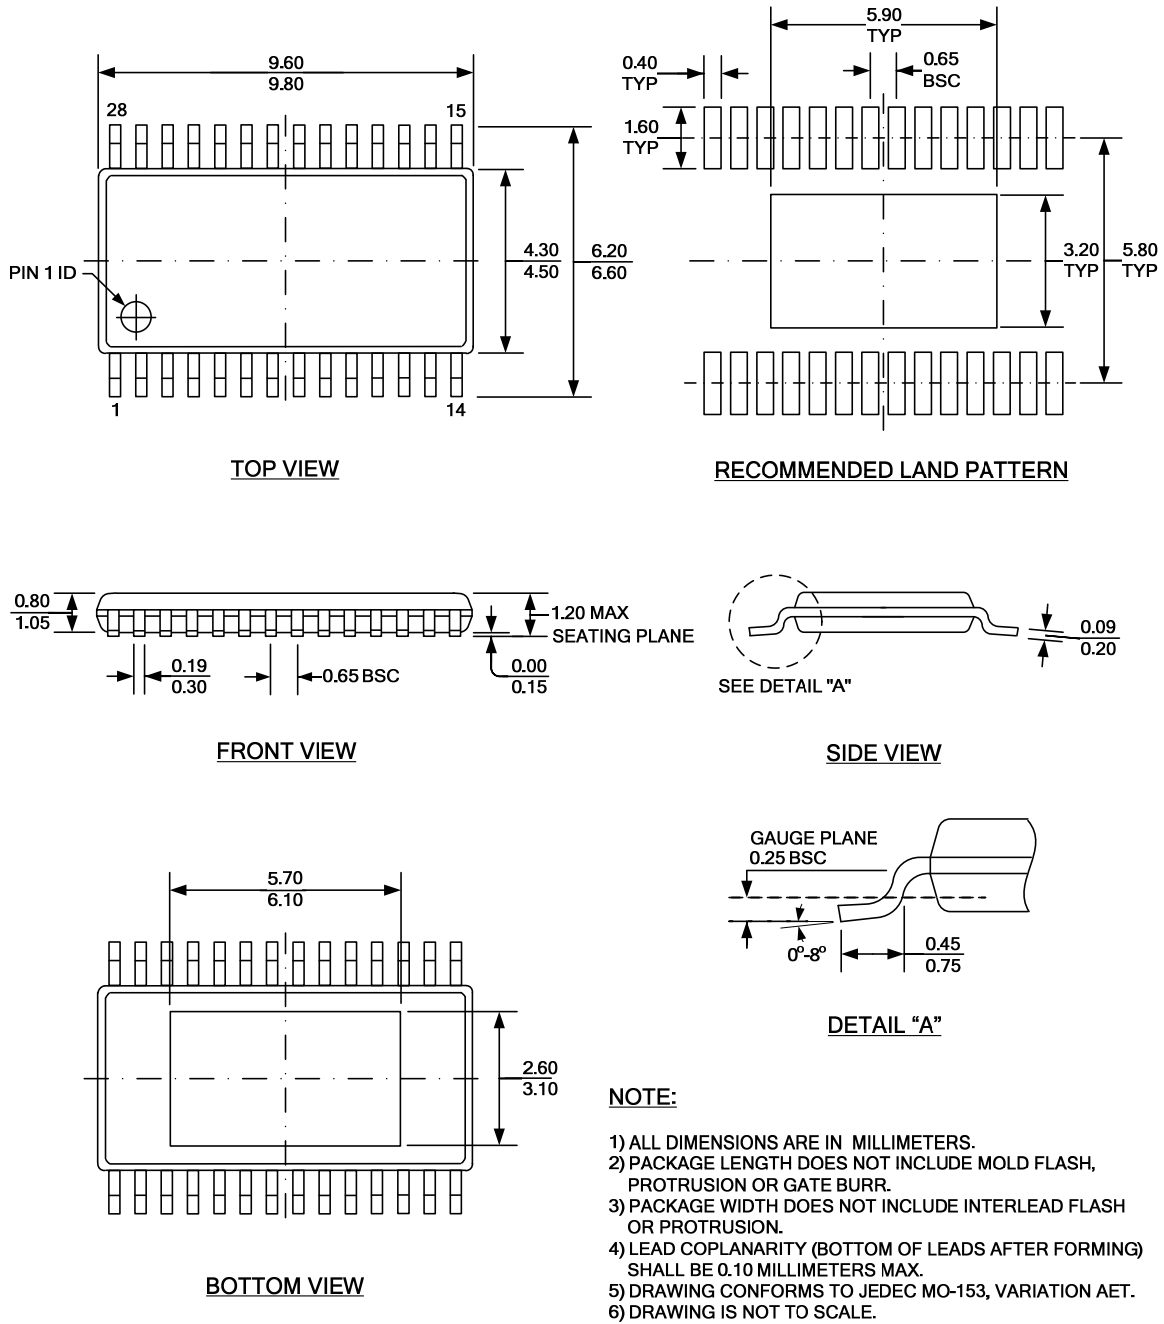 9.60
9.80
28
15
PIN 1 ID
4.30
4.50
6.20
6.60
1
14
TOP VIEW
5.90
TYP
0.40
TYP
0.65
BSC
1.60
TYP
3.20
TYP
5.80
TYP
RECOMMENDED LAND PATTERN
0.80
1.05
1.20 MAX
SEATING PLANE
0.19
0.30
0.65 BSC
0.00
0.15
FRONT VIEW
0.09
0.20
SEE DETAIL "A"
SIDE VIEW
GAUGE PLANE
0.25 BSC
0°-8°
0.45
0.75
DETAIL “A”
5.70
6.10
2.60
3.10
BOTTOM VIEW
NOTE:
1) ALL DIMENSIONS ARE IN MILLIMETERS.
2) PACKAGE LENGTH DOES NOT INCLUDE MOLD FLASH,
PROTRUSION OR GATE BURR.
3) PACKAGE WIDTH DOES NOT INCLUDE INTERLEAD FLASH
OR PROTRUSION.
4) LEAD COPLANARITY (BOTTOM OF LEADS AFTER FORMING)
SHALL BE 0.10 MILLIMETERS MAX.
5) DRAWING CONFORMS TO JEDEC MO-153, VARIATION AET.
6) DRAWING IS NOT TO SCALE.